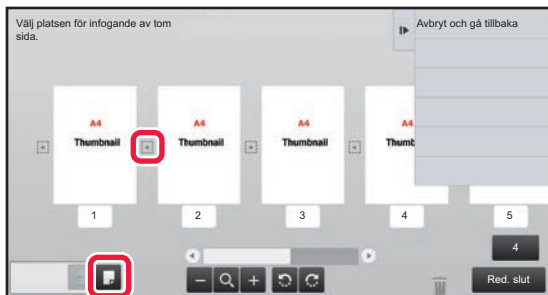 Välj platsen för infogande av tom
sida.
Avbryt och gå tillbaka
A4
Thumbnail
A4
Thumbnail
A4
Thumbnail
A4
Thumb
1
2
3
4
5
4
Red. slut